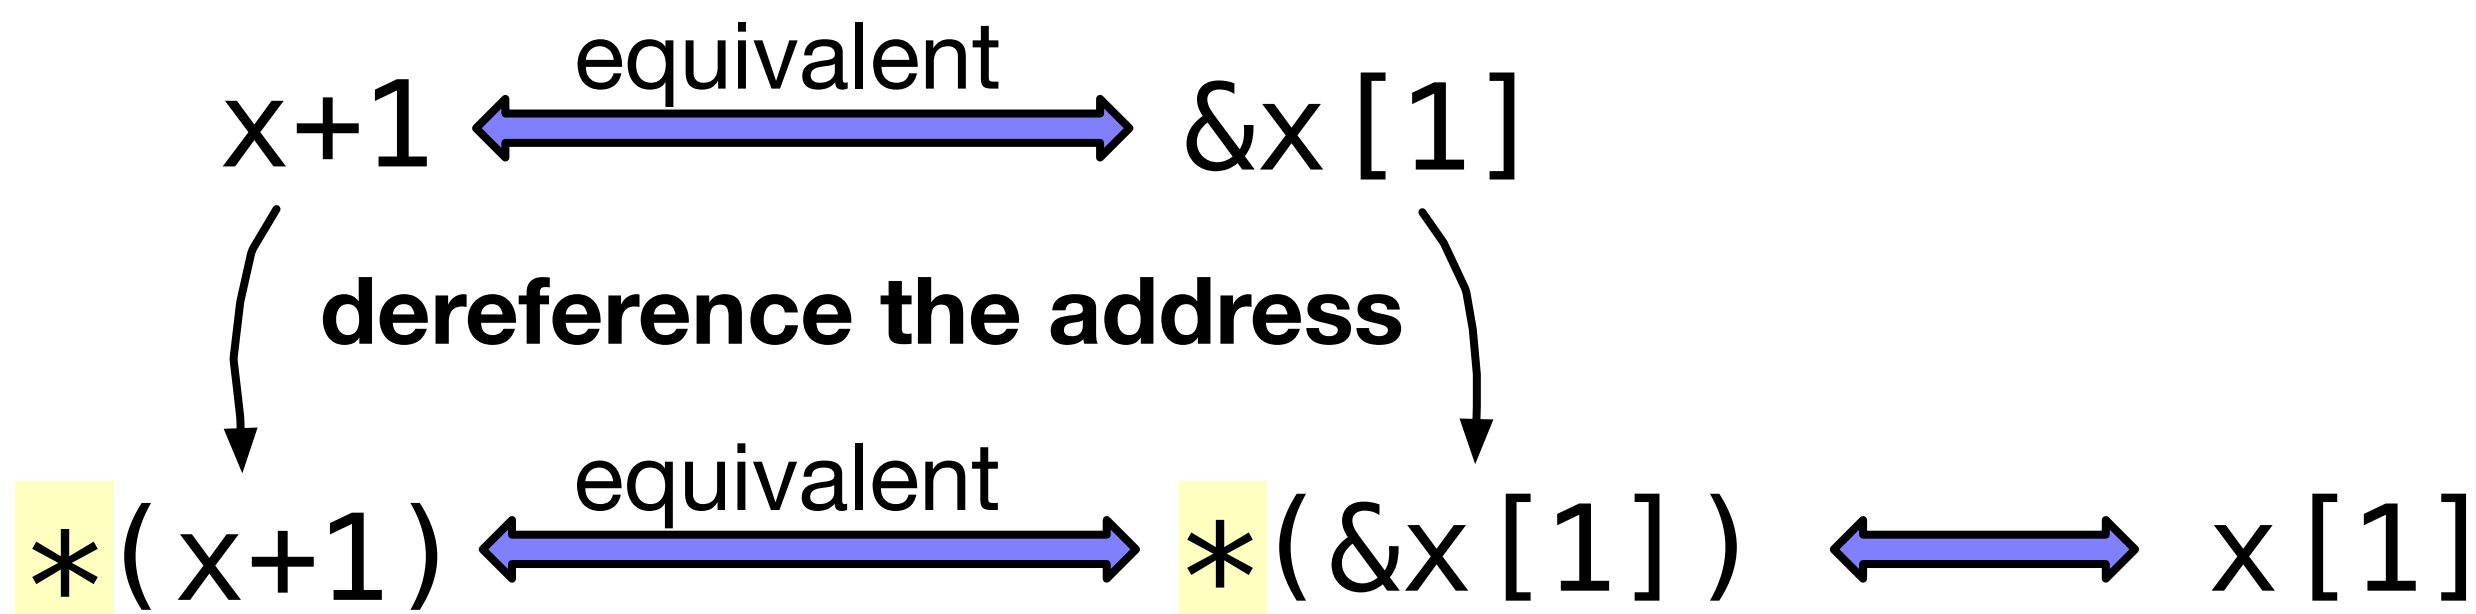 equivalent
x+1 &x[1]
dereference the address
equivalent
*(x+1) *(&x[1]) x[1]